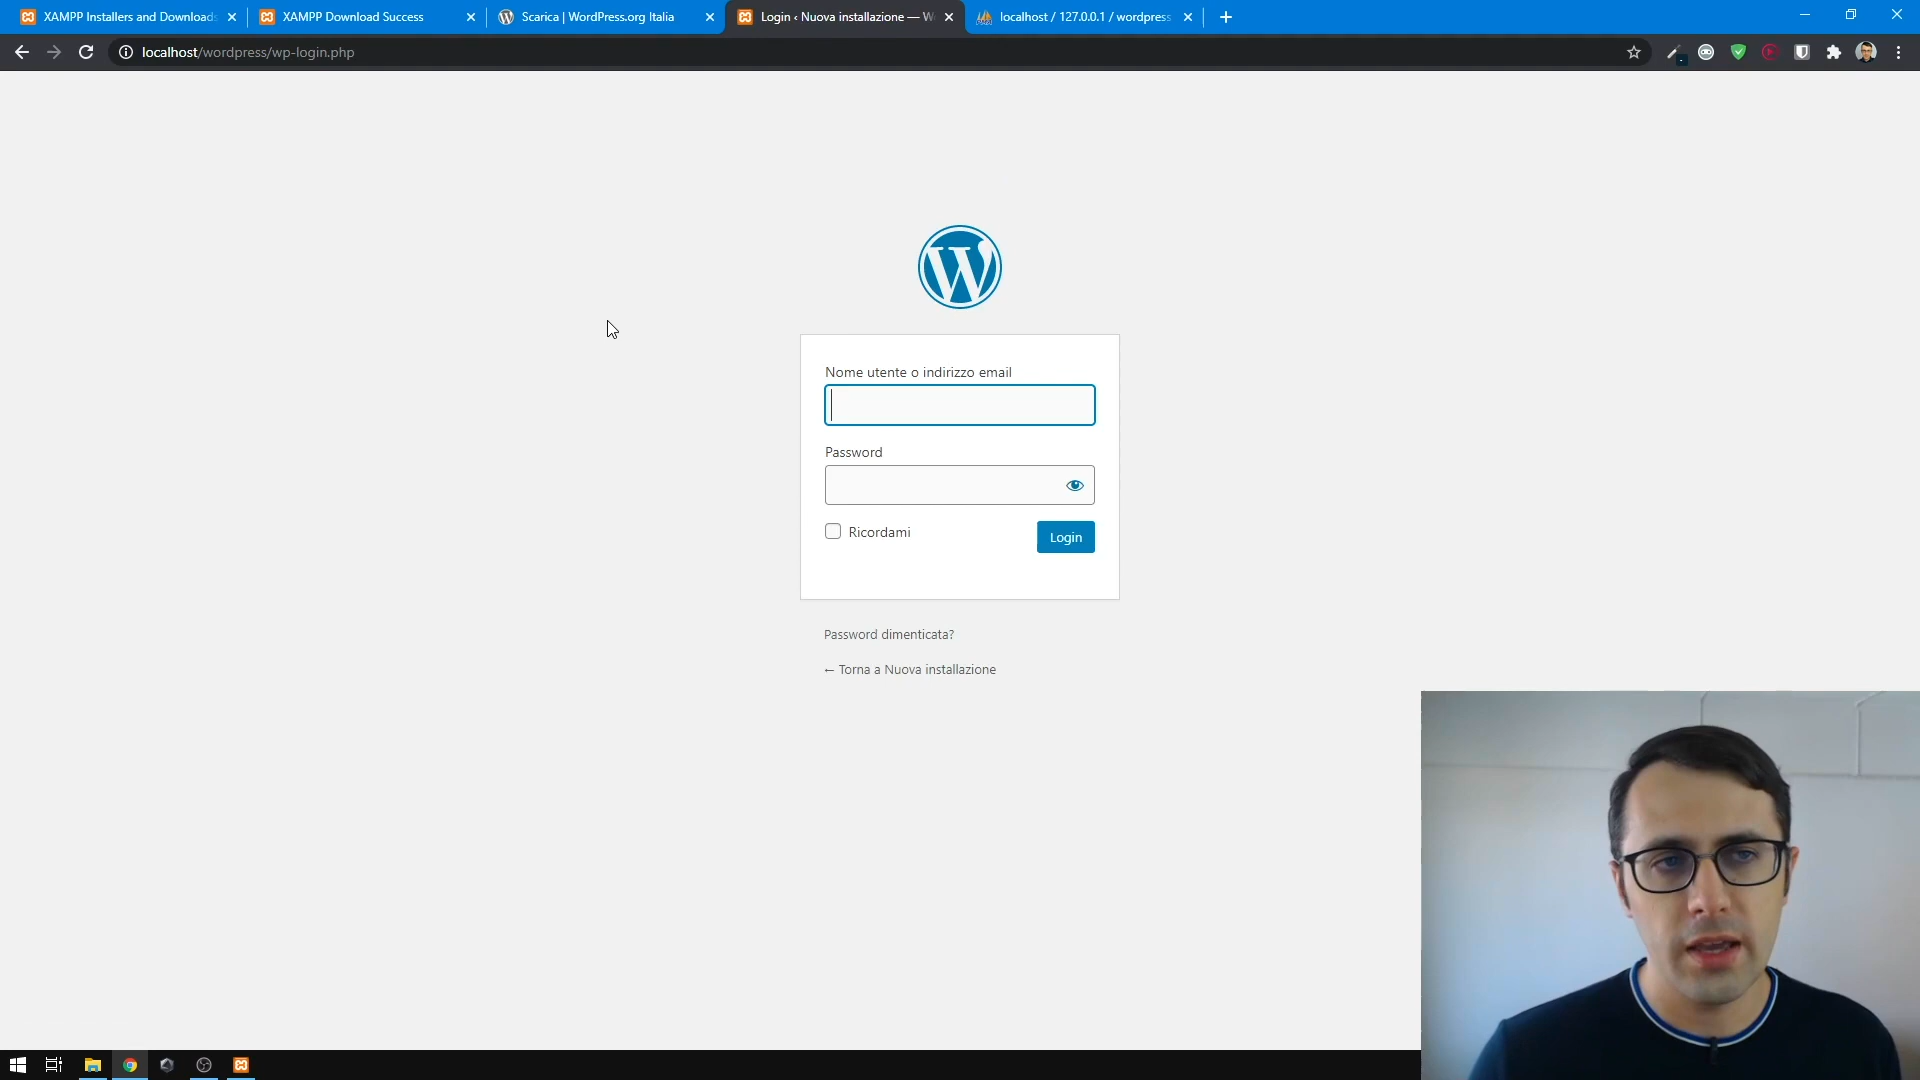 XAMPP Installers and Downloads
XAMPP Download Success
Scarica | WordPress.org Italia
Login ‹ Nuova installazione — W
localhost / 127.0.0.1 / wordpress
localhost/wordpress/wp-login.php
Nome utente o indirizzo email
Password
Ricordami
Login
Password dimenticata?
← Torna a Nuova installazione